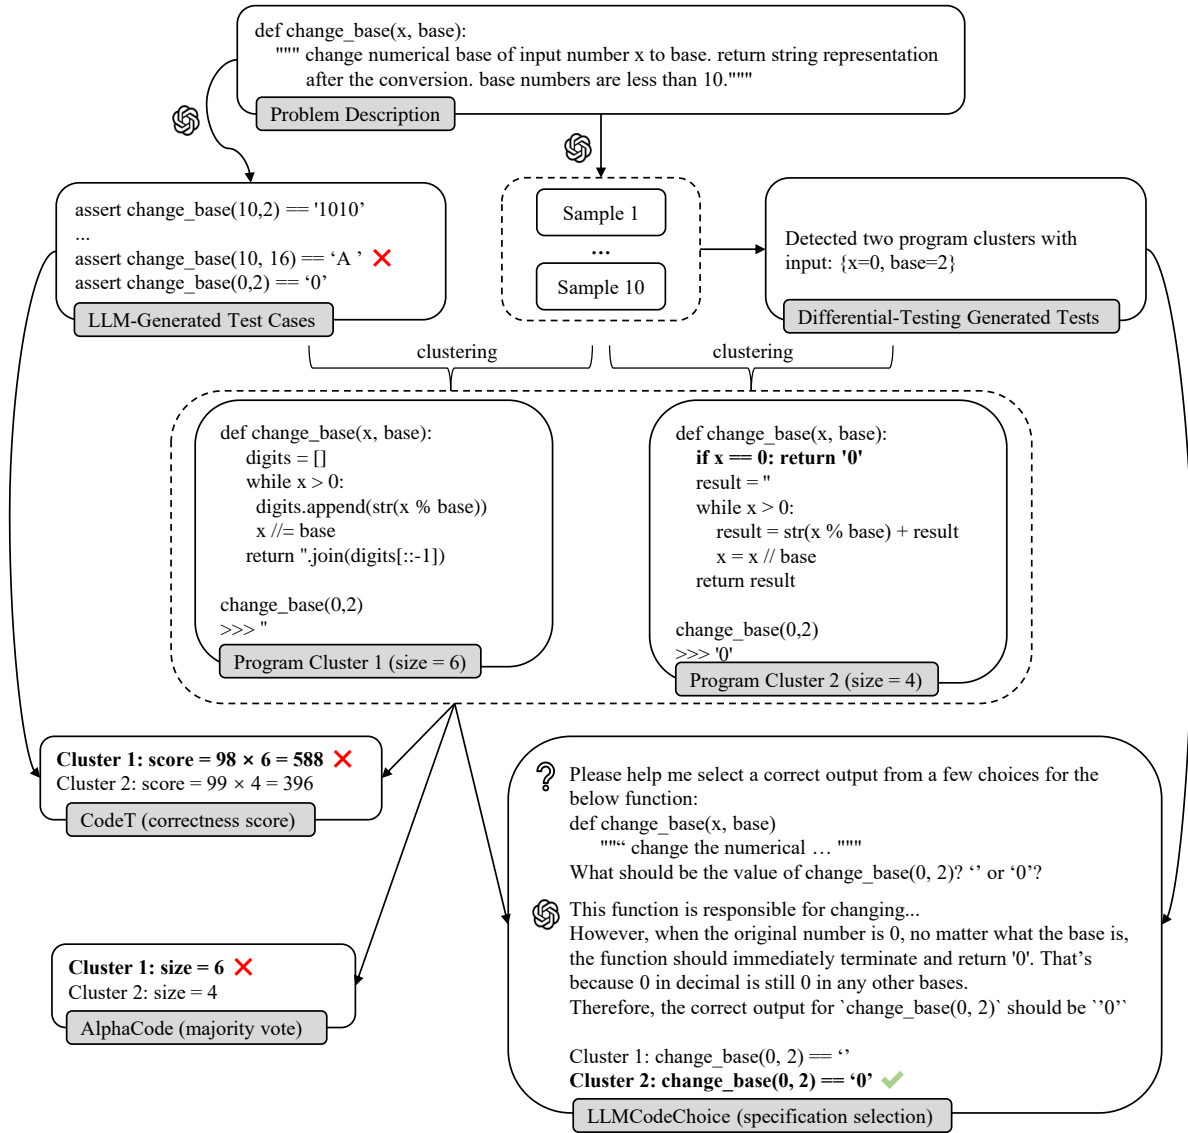 def change_base(x, base):
""" change numerical base of input number x to base. return string representation
after the conversion. base numbers are less than 10."""
Problem Description
assert change_base(10,2) == '1010’
...
assert change_base(10, 16) == ‘A ’
assert change_base(0,2) == ‘0’
LLM-Generated Test Cases
Sample 1
...
Sample 10
Detected two program clusters with
input: {x=0, base=2}
Differential-Testing Generated Tests
clustering
clustering
def change_base(x, base):
digits = []
while x > 0:
digits.append(str(x % base))
x //= base
return ''.join(digits[::-1])
change_base(0,2)
>>> ''
Program Cluster 1 (size = 6)
def change_base(x, base):
if x == 0: return '0'
result = ''
while x > 0:
result = str(x % base) + result
x = x // base
return result
change_base(0,2)
>>> '0'
Program Cluster 2 (size = 4)
Cluster 1: score = 98 × 6 = 588
Cluster 2: score = 99 × 4 = 396
CodeT (correctness score)
Cluster 1: size = 6
Cluster 2: size = 4
AlphaCode (majority vote)
Please help me select a correct output from a few choices for the
below function:
def change_base(x, base)
""“ change the numerical … """
What should be the value of change_base(0, 2)? ‘’ or ‘0’?
This function is responsible for changing...
However, when the original number is 0, no matter what the base is,
the function should immediately terminate and return '0'. That’s
because 0 in decimal is still 0 in any other bases.
Therefore, the correct output for `change_base(0, 2)` should be `’0’`
Cluster 1: change_base(0, 2) == ‘’
Cluster 2: change_base(0, 2) == ‘0’
LLMCodeChoice (specification selection)